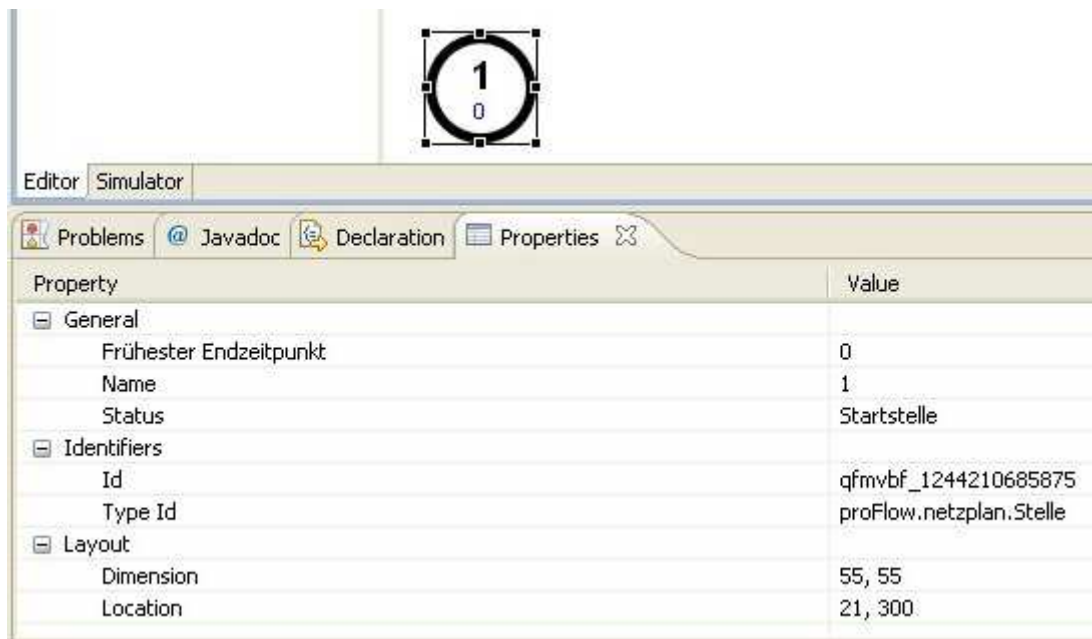 1
0
Editor Simulator
Problems @ Javadoc Declaration Properties
Property Value
General
Frühester Endzeitpunkt 0
Name 1
Status Startstelle
Identifiers
Id qfmvbf_1244210685875
Type Id proFlow.netzplan.Stelle
Layout
Dimension 55, 55
Location 21, 300